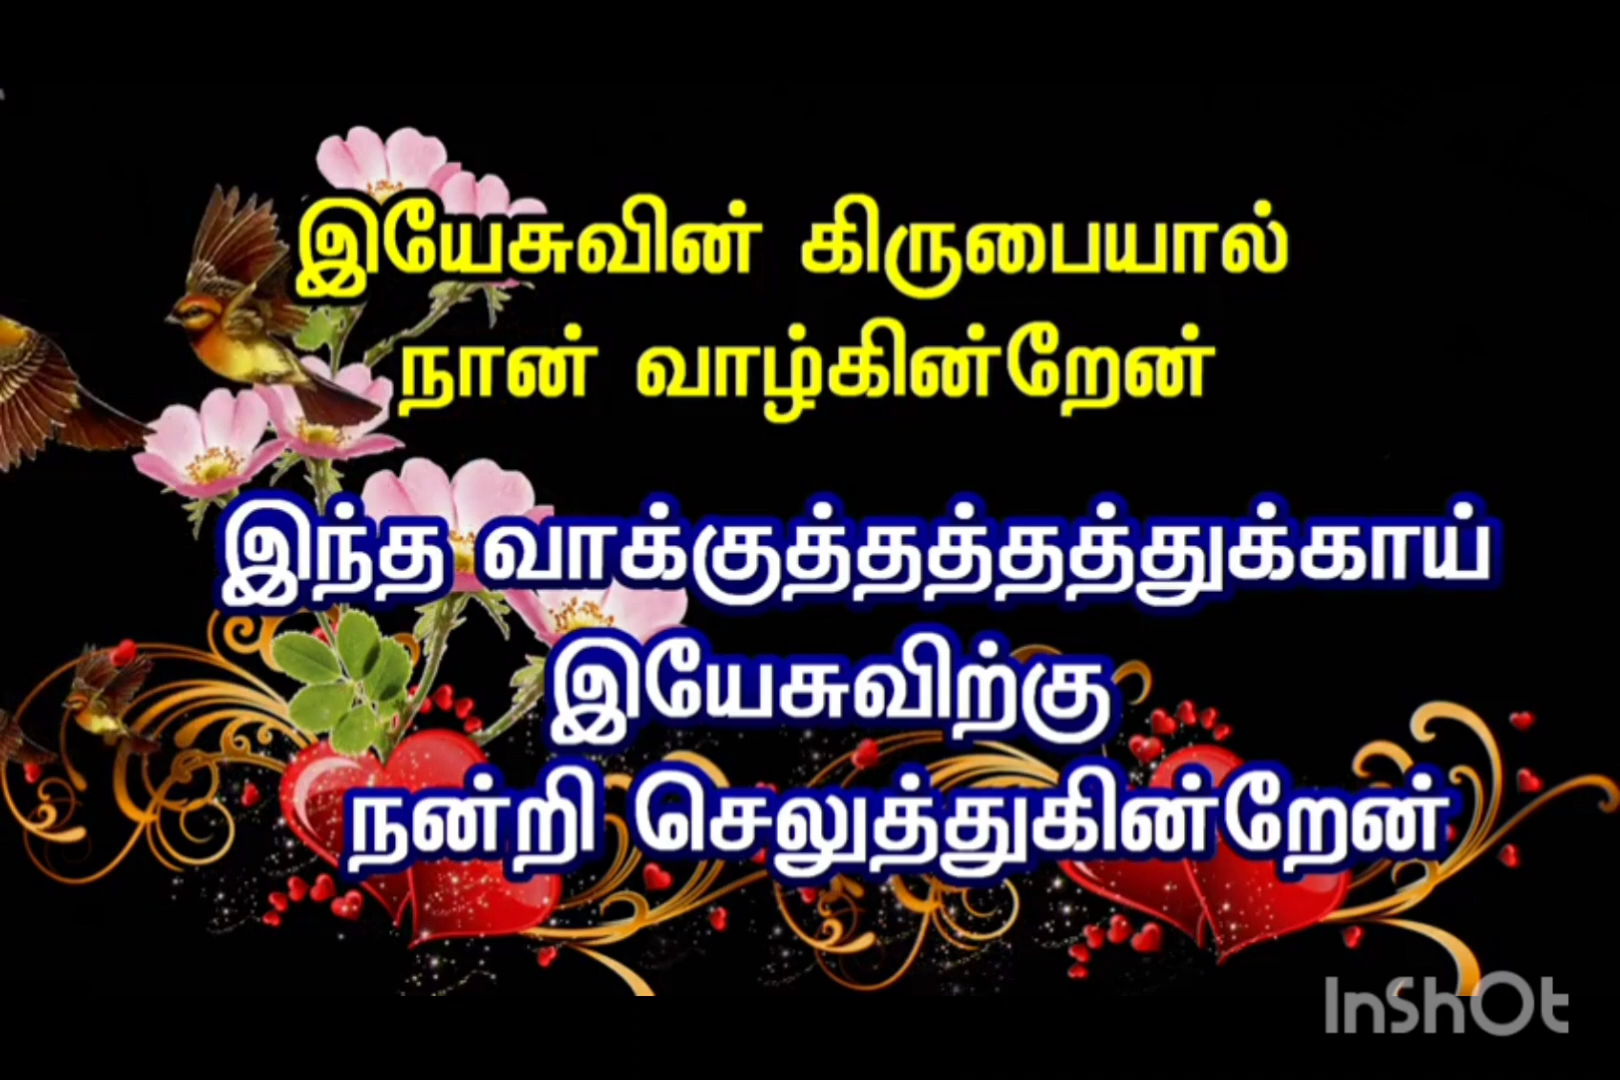 இயேசுவின் கிருபையால்
நான் வாழ்கின்றேன்
இந்த வாக்குத்தத்தத்துக்காய்
இயேசுவிற்கு
நன்றி செலுத்துகின்றேன்
InShOt